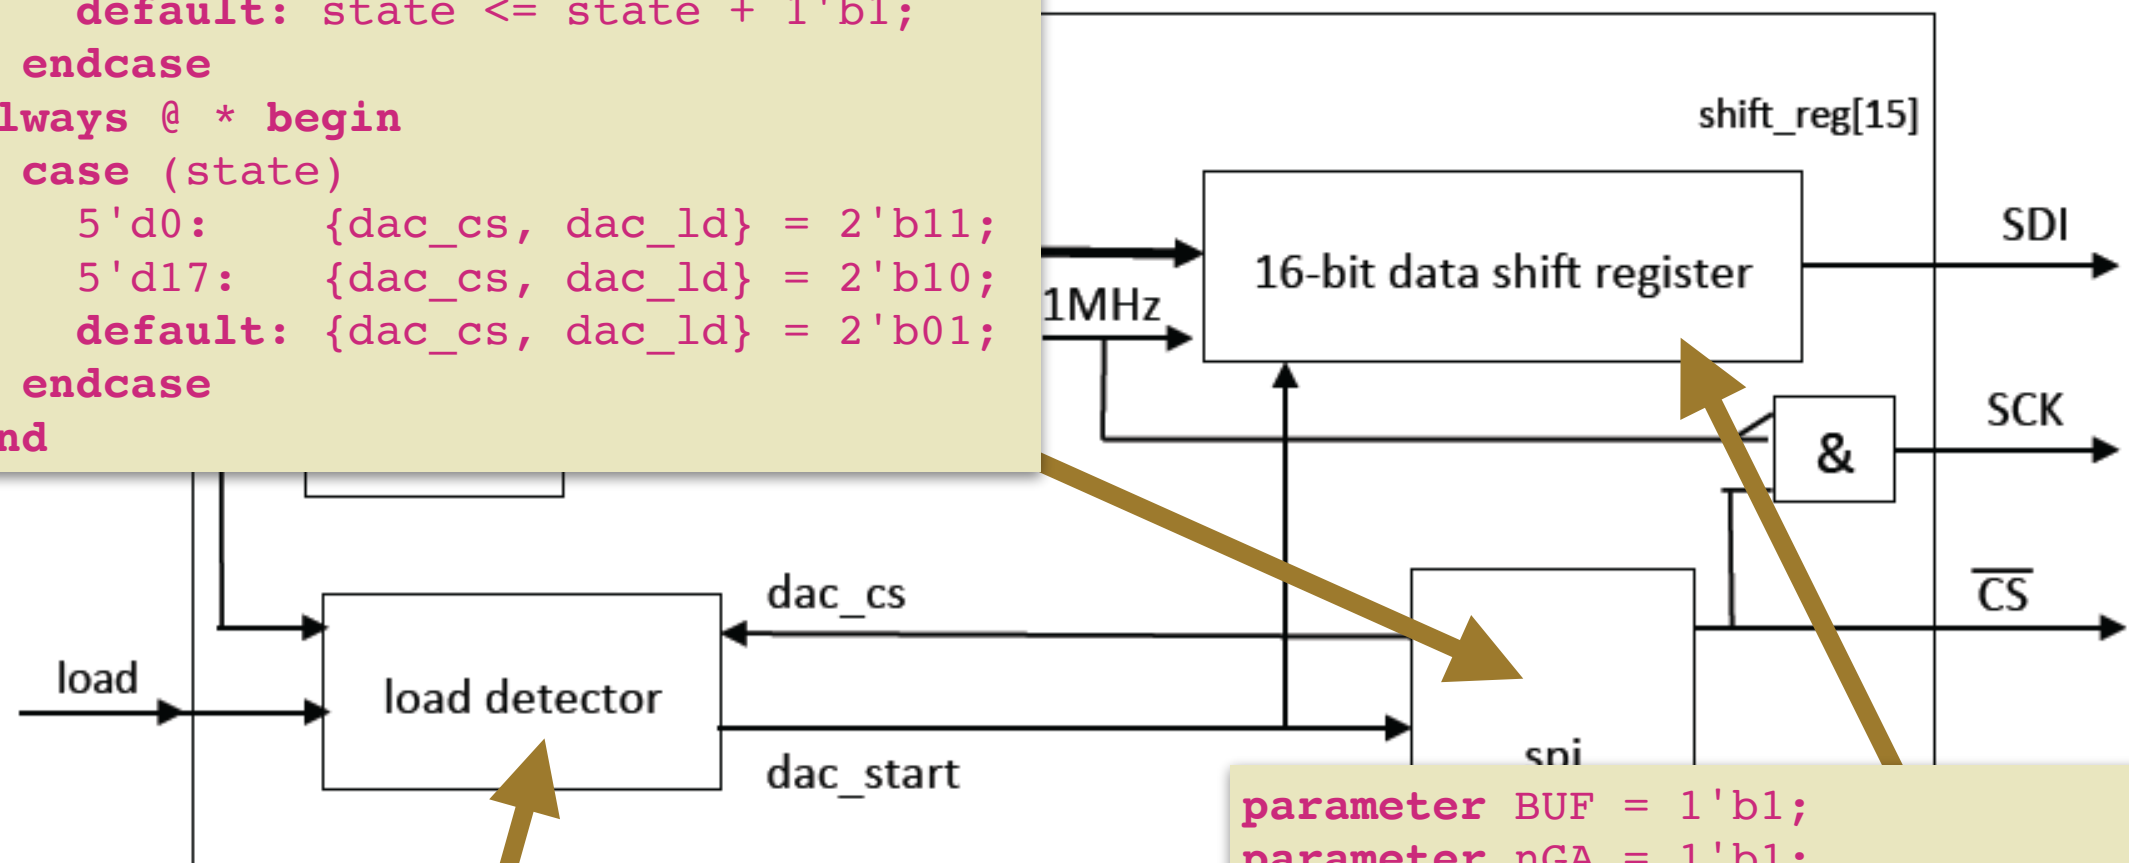 default: state <= state + 1'b1;
endcase
lways @ * begin
case (state)
5'd0: {dac_cs, dac_ld} = 2'b11;
5'd17: {dac_cs, dac_ld} = 2'b10;
default: {dac_cs, dac_ld} = 2'b01;
endcase
nd
shift_reg[15]
16-bit data shift register
SDI
1MHz
SCK
&
CS
dac_cs
load
load detector
dac_start
spi
parameter BUF = 1'b1;
parameter nGA = 1'b1;